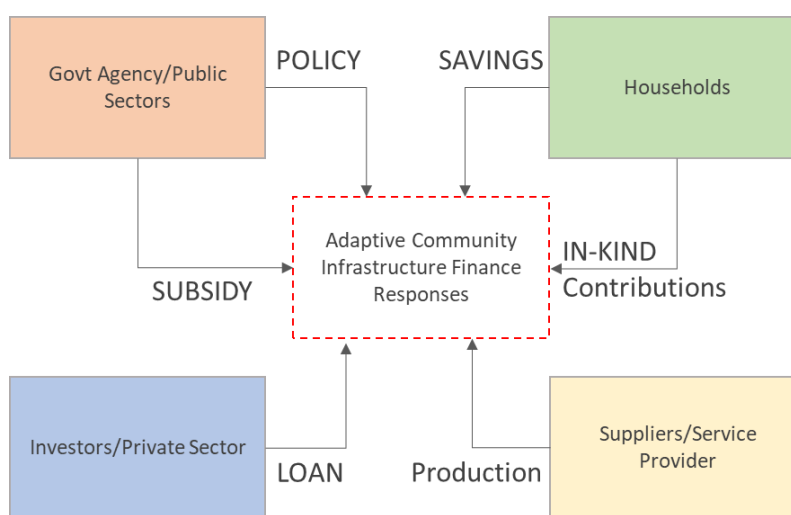 Govt Agency/Public
Sectors
POLICY
SAVINGS
Households
Adaptive Community
Infrastructure Finance
Responses
SUBSIDY
IN-KIND
Contributions
Investors/Private Sector
LOAN
Production
Suppliers/Service
Provider